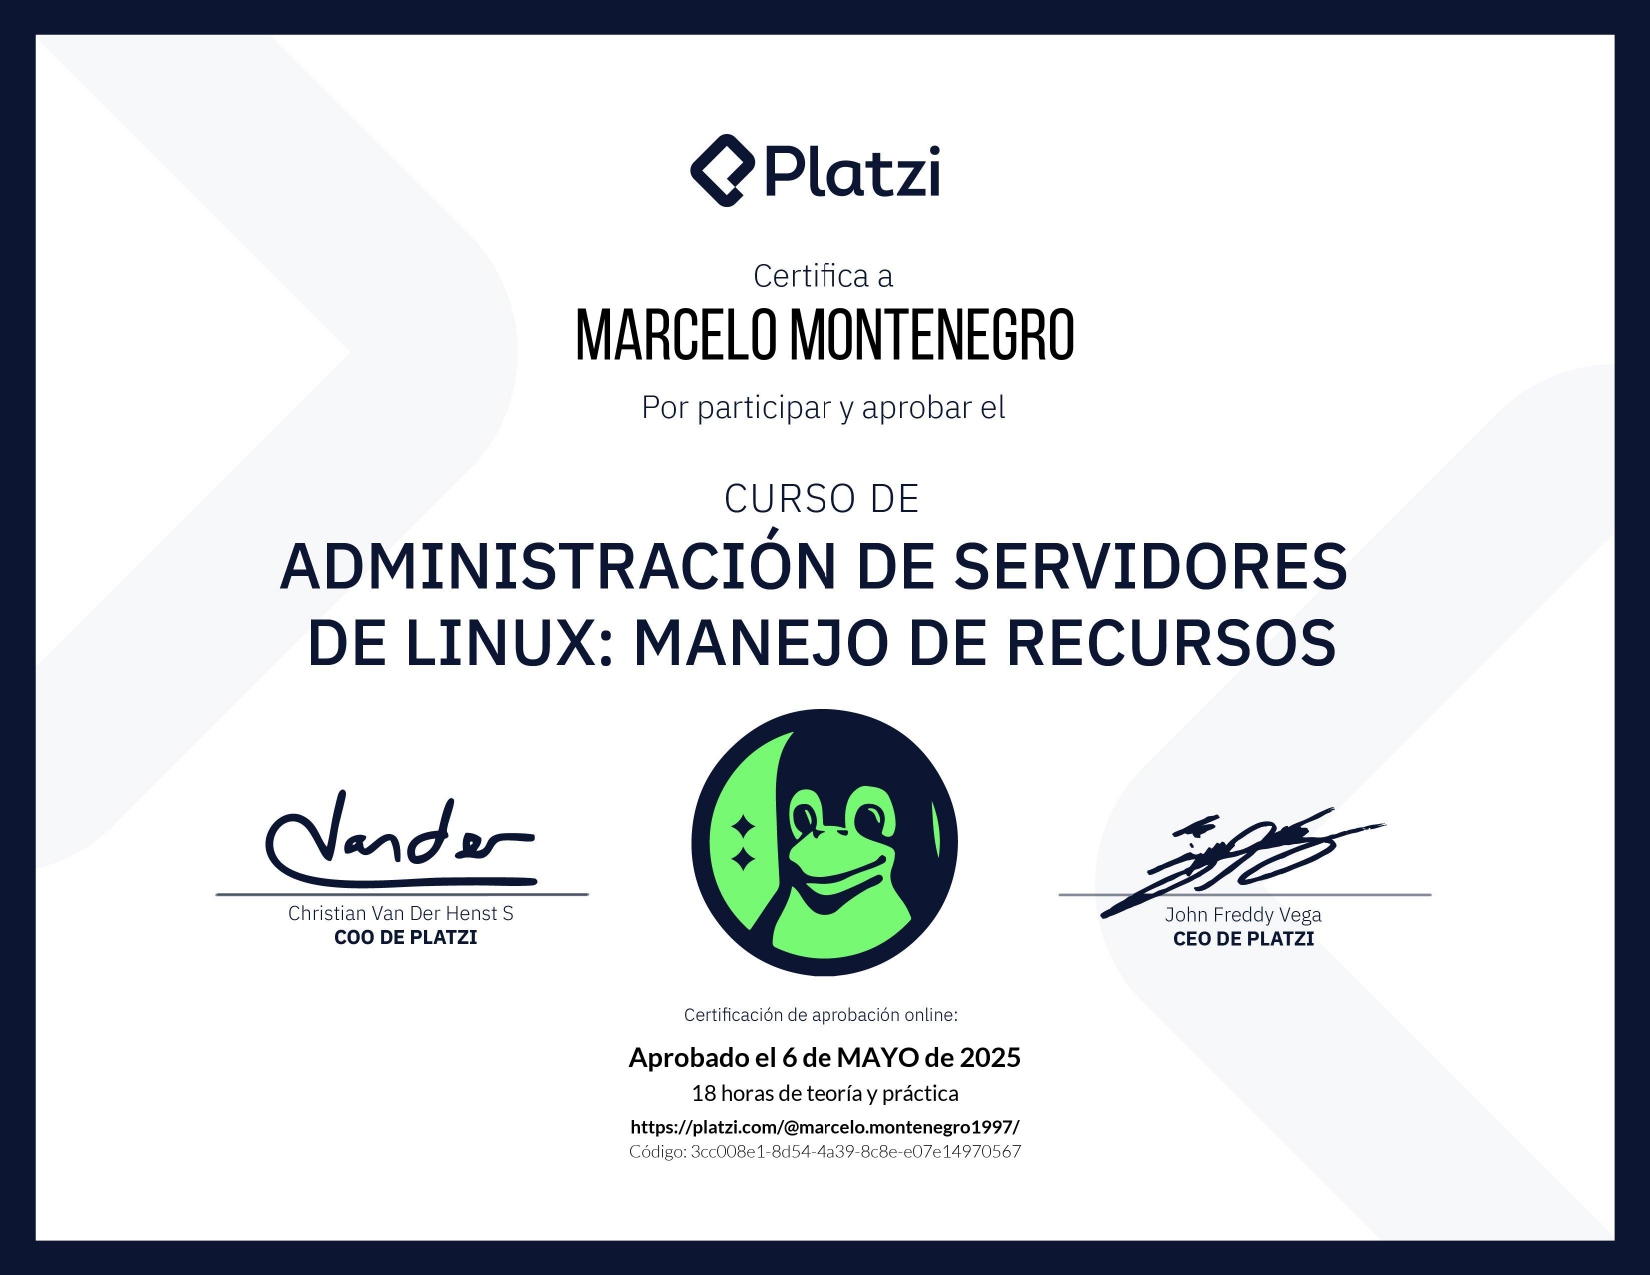 Platzi
Certifica a
MARCELO MONTENEGRO
Por participar y aprobar el
CURSO DE
ADMINISTRACIÓN DE SERVIDORES
DE LINUX: MANEJO DE RECURSOS
Vander
Christian Van Der Henst S
COO DE PLATZI
John Freddy Vega
CEO DE PLATZI
Certificación de aprobación online:
Aprobado el 6 de MAYO de 2025
18 horas de teoría y práctica
https://platzi.com/@marcelo.montenegro1997/
Código: 3cc008e1-8d54-4a39-8c8e-e07e14970567